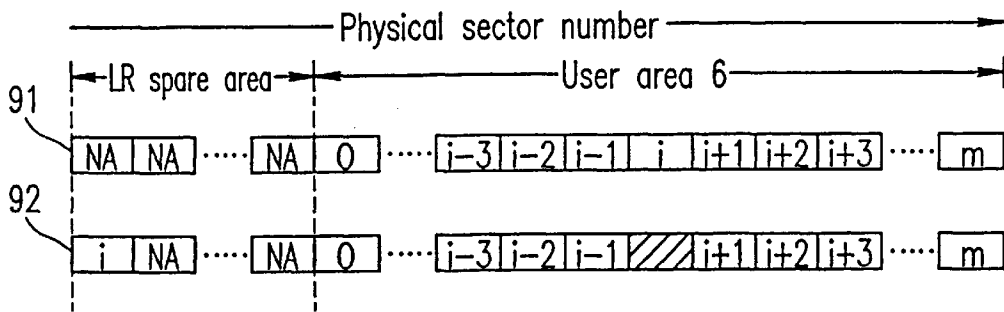 Physical sector number
LR spare area User area 6
91
NA NA ..... NA 0 ..... i-3 i-2 i-1 i i+1 i+2 i+3 ..... m
92
i NA ..... NA 0 ..... i-3 i-2 i-1 i+1 i+2 i+3 ..... m